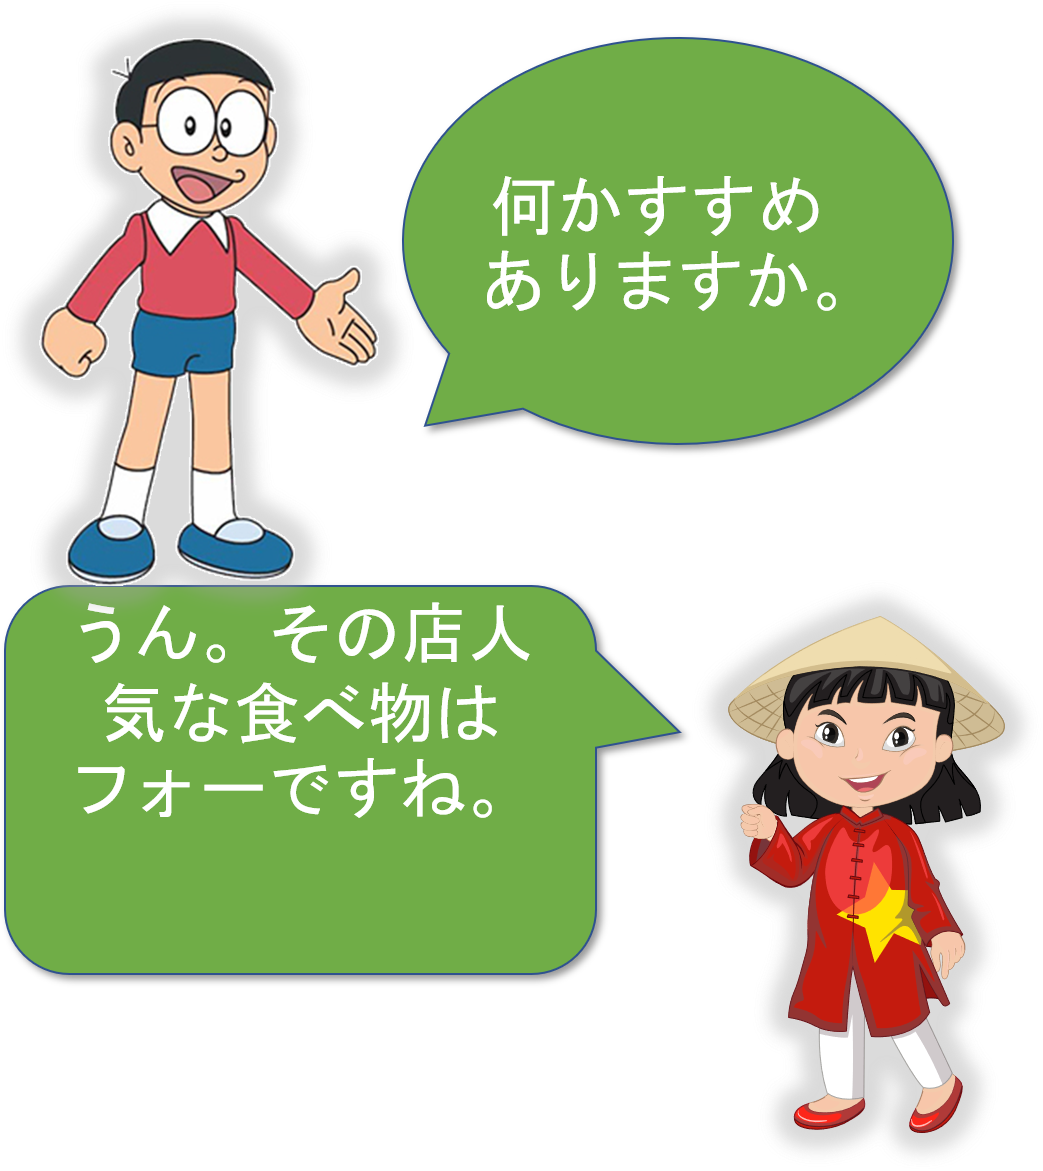 何かすすめ
ありますか。
うん。その店人
気な食べ物は
フォーですね。